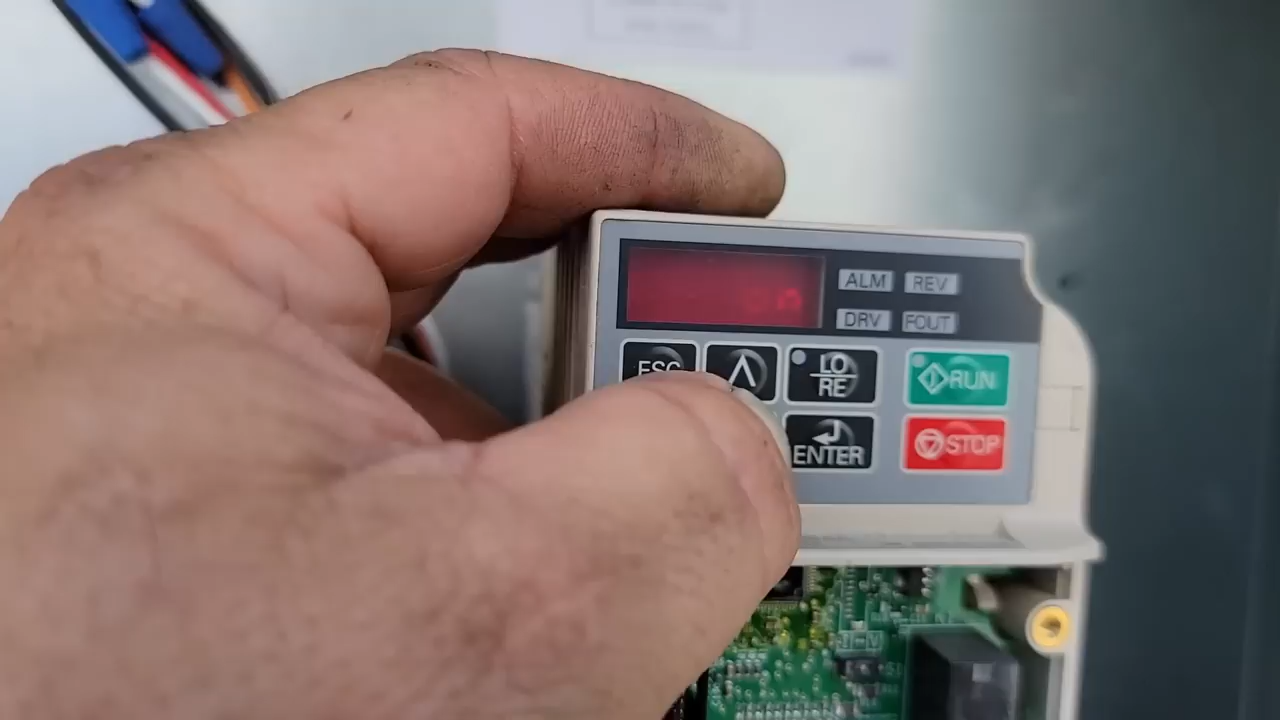 ALM REV
DRV FOUT
ESC
LO
RE
RUN
ENTER
STOP